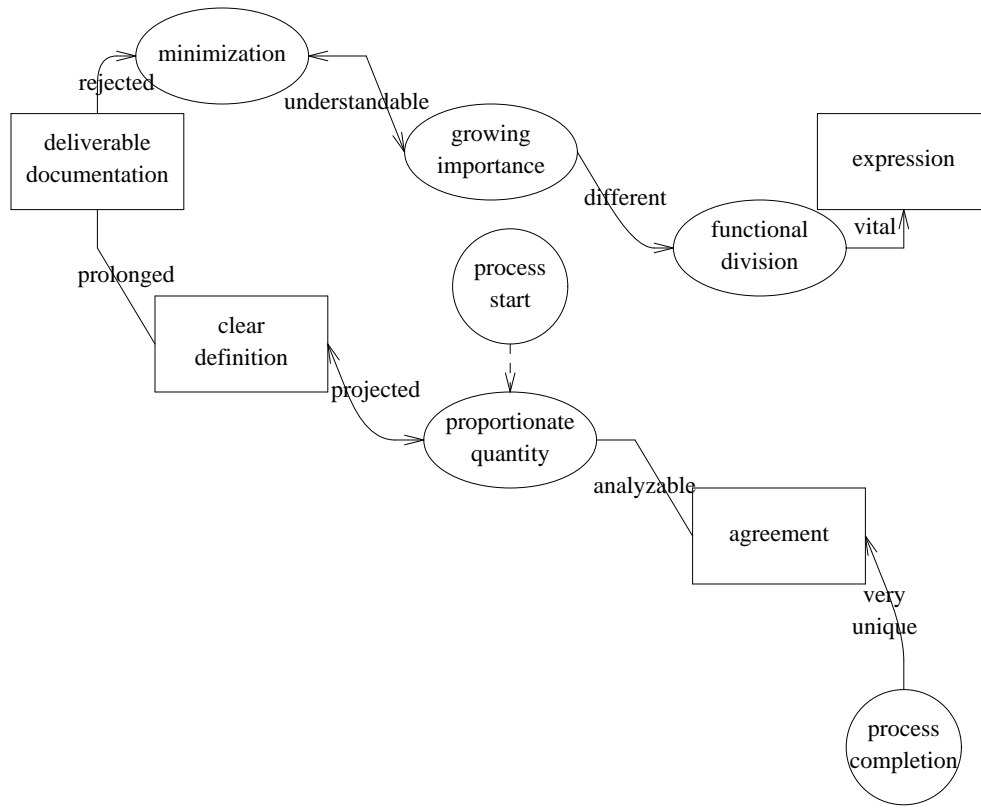 minimization
rejected
understandable
deliverable
documentation
growing
importance
expression
different
functional
division
vital
process
start
prolonged
clear
definition
projected
proportionate
quantity
analyzable
agreement
very
unique
process
completion